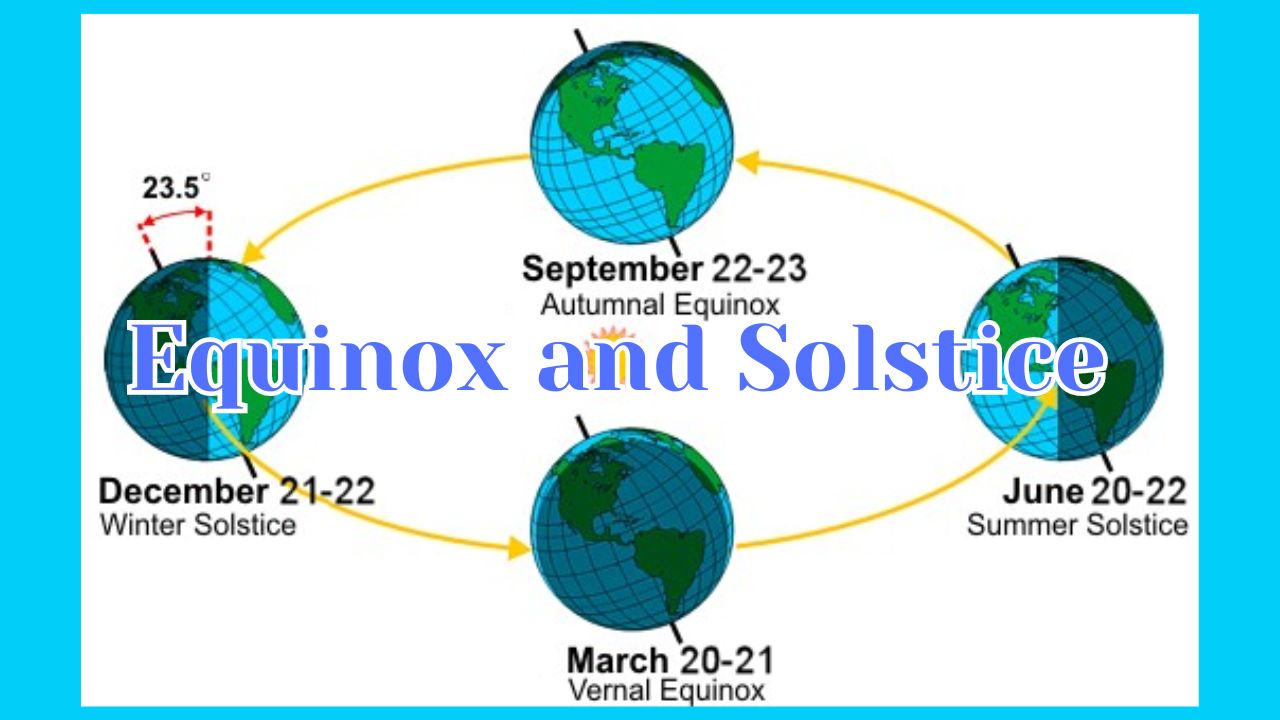 23.5°
September 22-23
Autumnal Equinox
Equinox and Solstice
December 21-22
Winter Solstice
June 20-22
Summer Solstice
March 20-21
Vernal Equinox